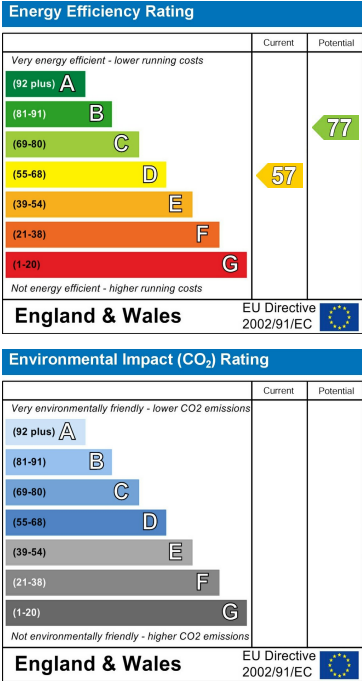 Energy Efficiency Rating
Current Potential
Very energy efficient - lower running costs
(92 plus) A
(81-91) B
77
(69-80) C
(55-68) D
57
(39-54) E
(21-38) F
(1-20) G
Not energy efficient - higher running costs
England & Wales
EU Directive
2002/91/EC
Environmental Impact (CO₂) Rating
Current Potential
Very environmentally friendly - lower CO2 emissions
(92 plus) A
(81-91) B
(69-80) C
(55-68) D
(39-54) E
(21-38) F
(1-20) G
Not environmentally friendly - higher CO2 emissions
England & Wales
EU Directive
2002/91/EC